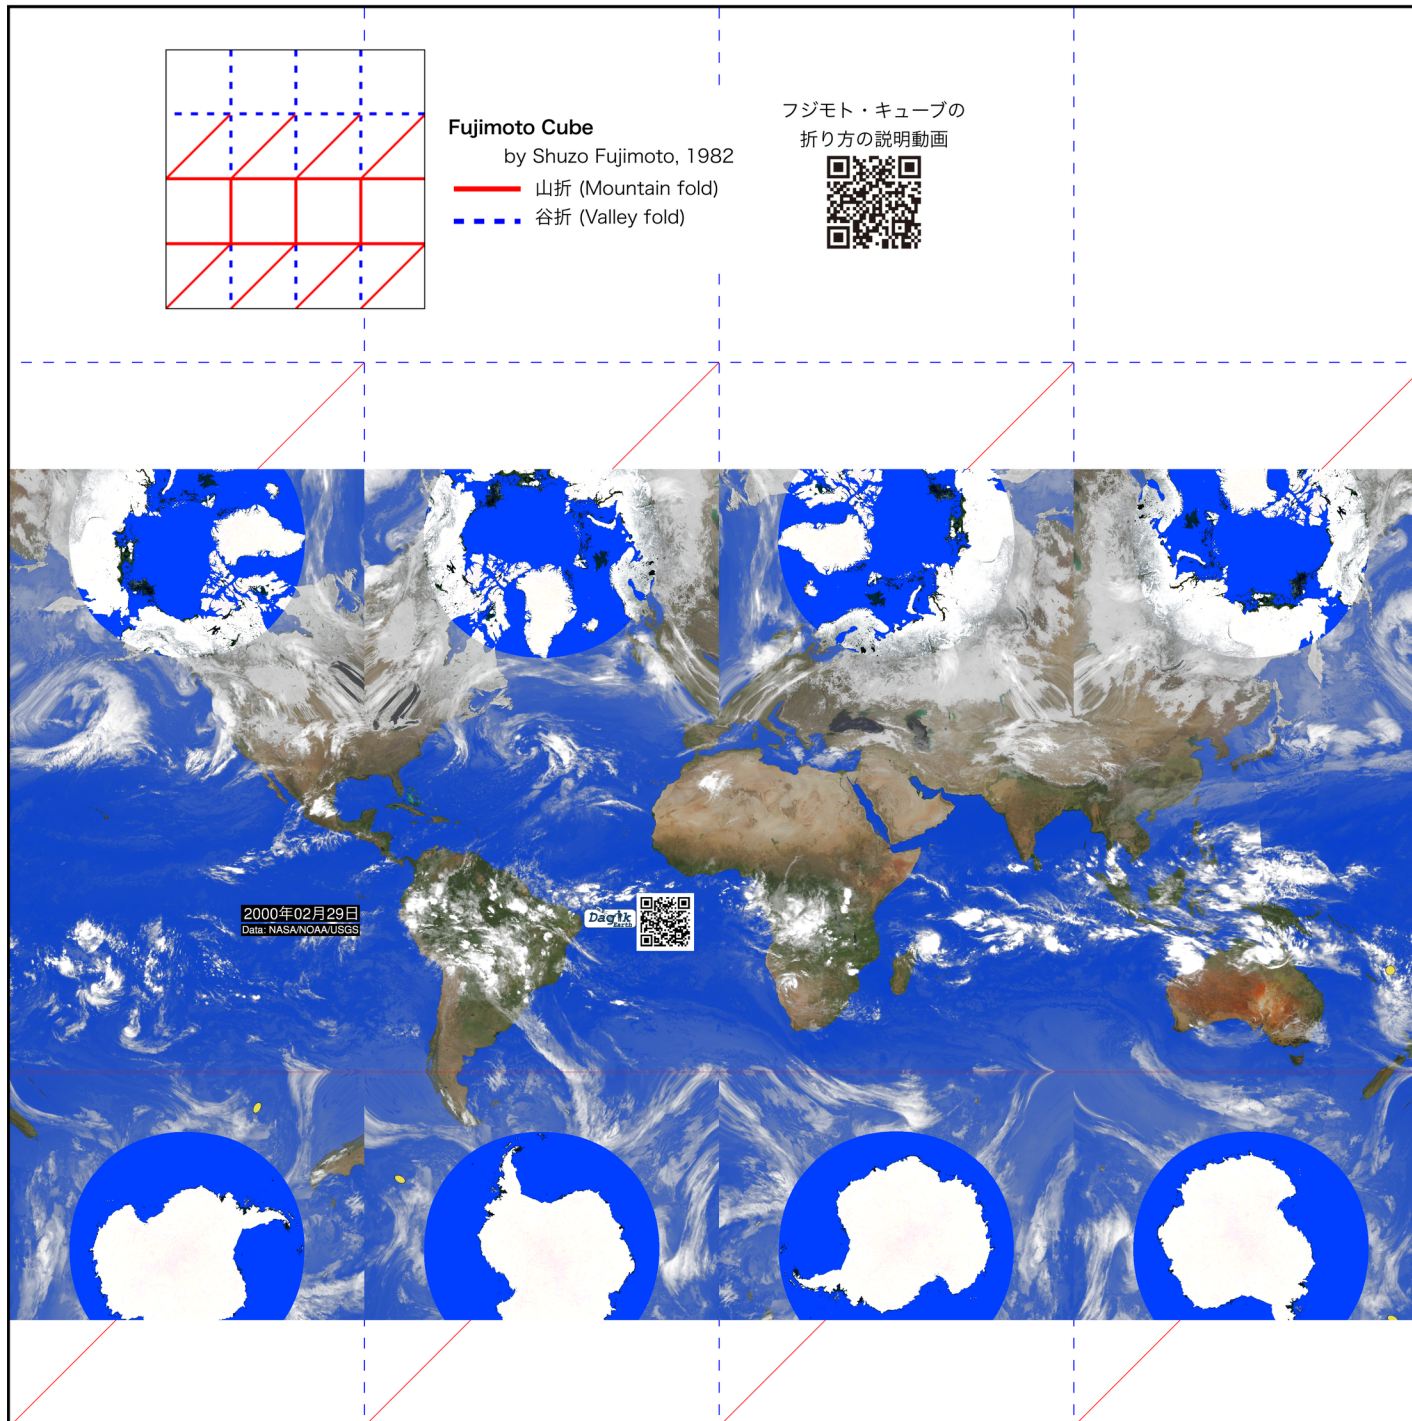 Fujimoto Cube
by Shuzo Fujimoto, 1982
山折 (Mountain fold)
谷折 (Valley fold)
フジモト・キューブの
折り方の説明動画
2000年02月29日
Data: NASA/NOAA/USGS
Dagik
Earth